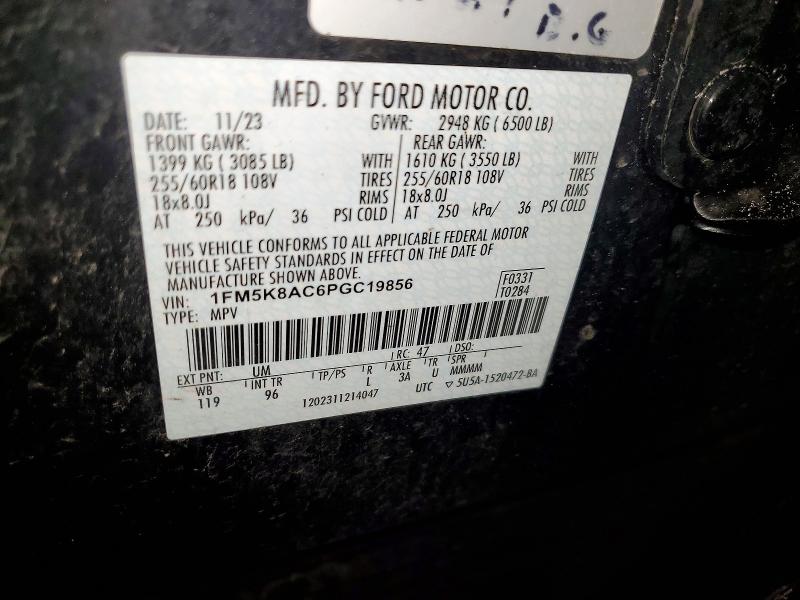 B.G
MFD. BY FORD MOTOR CO.
DATE: 11/23 GVWR: 2948 KG ( 6500 LB)
FRONT GAWR: REAR GAWR:
1399 KG ( 3085 LB) WITH 1610 KG ( 3550 LB) WITH
255/60R18 108V TIRES 255/60R18 108V TIRES
18x8.0J RIMS 18x8.0J RIMS
AT 250 kPa/ 36 PSI COLD AT 250 kPa/ 36 PSI COLD
THIS VEHICLE CONFORMS TO ALL APPLICABLE FEDERAL MOTOR
VEHICLE SAFETY STANDARDS IN EFFECT ON THE DATE OF
MANUFACTURE SHOWN ABOVE.
VIN: 1FM5K8AC6PGC19856 F0331
TYPE: MPV T0284
EXT PNT: UM RC: 47 DSO:
WB INT TR TP/PS R AXLE TR SPR
119 96 L 3A U MMMM
1202311214047 UTC ▽ 5U5A-1520472-BA